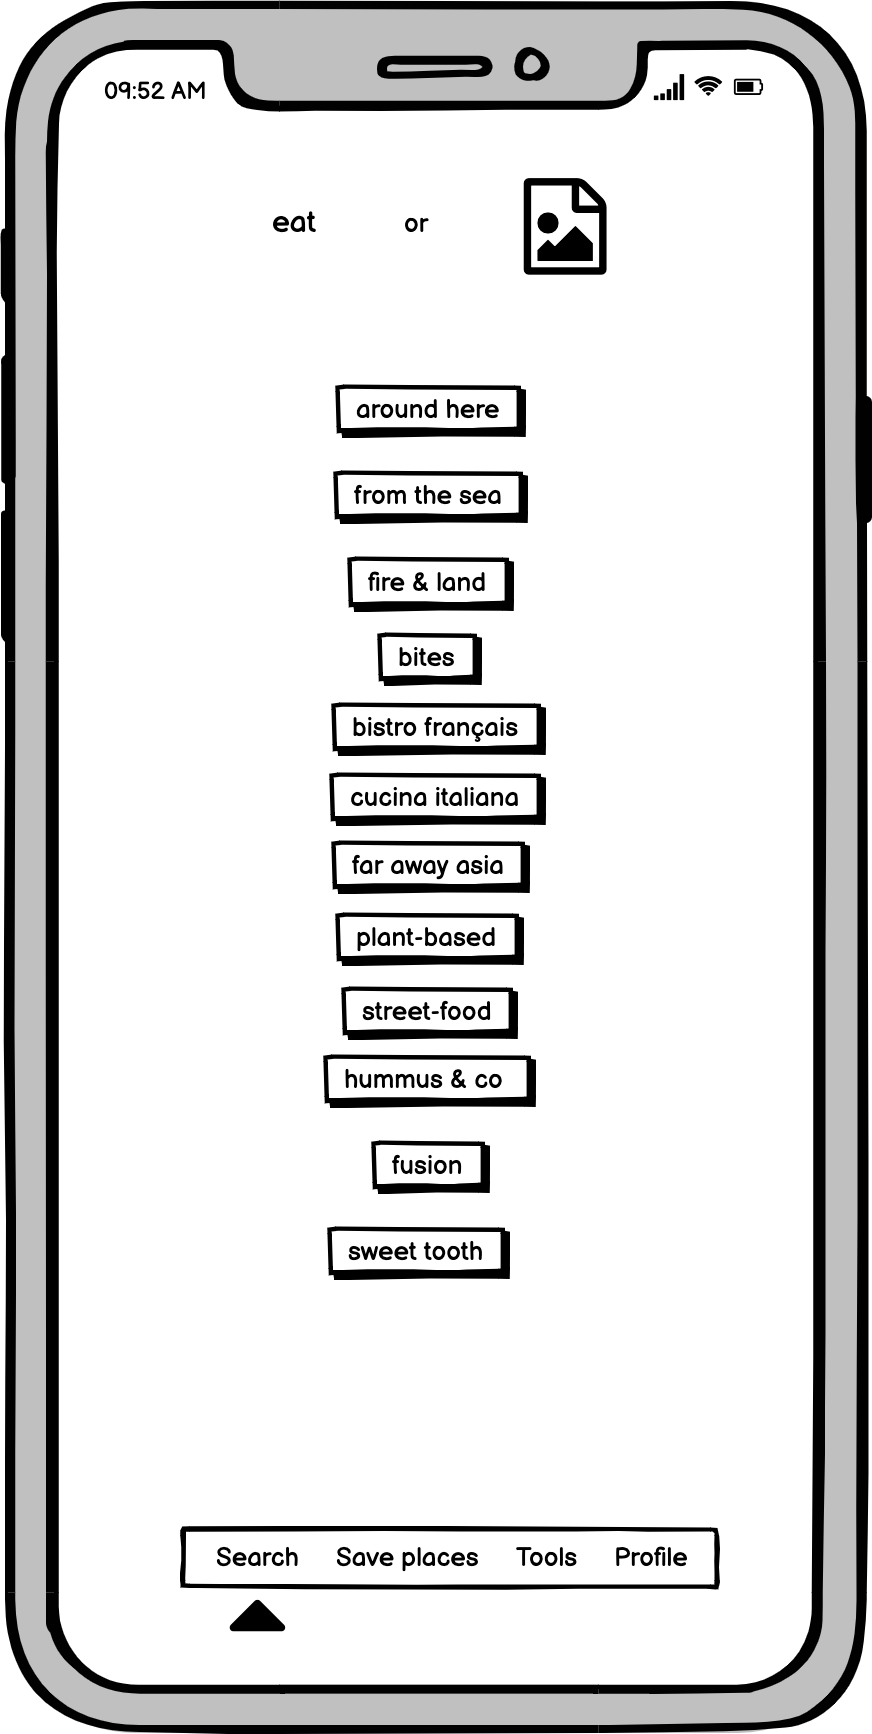 09:52 AM
eat or
around here
from the sea
fire & land
bites
bistro français
cucina italiana
far away asia
plant-based
street-food
hummus & co
fusion
sweet tooth
Search Save places Tools Profile